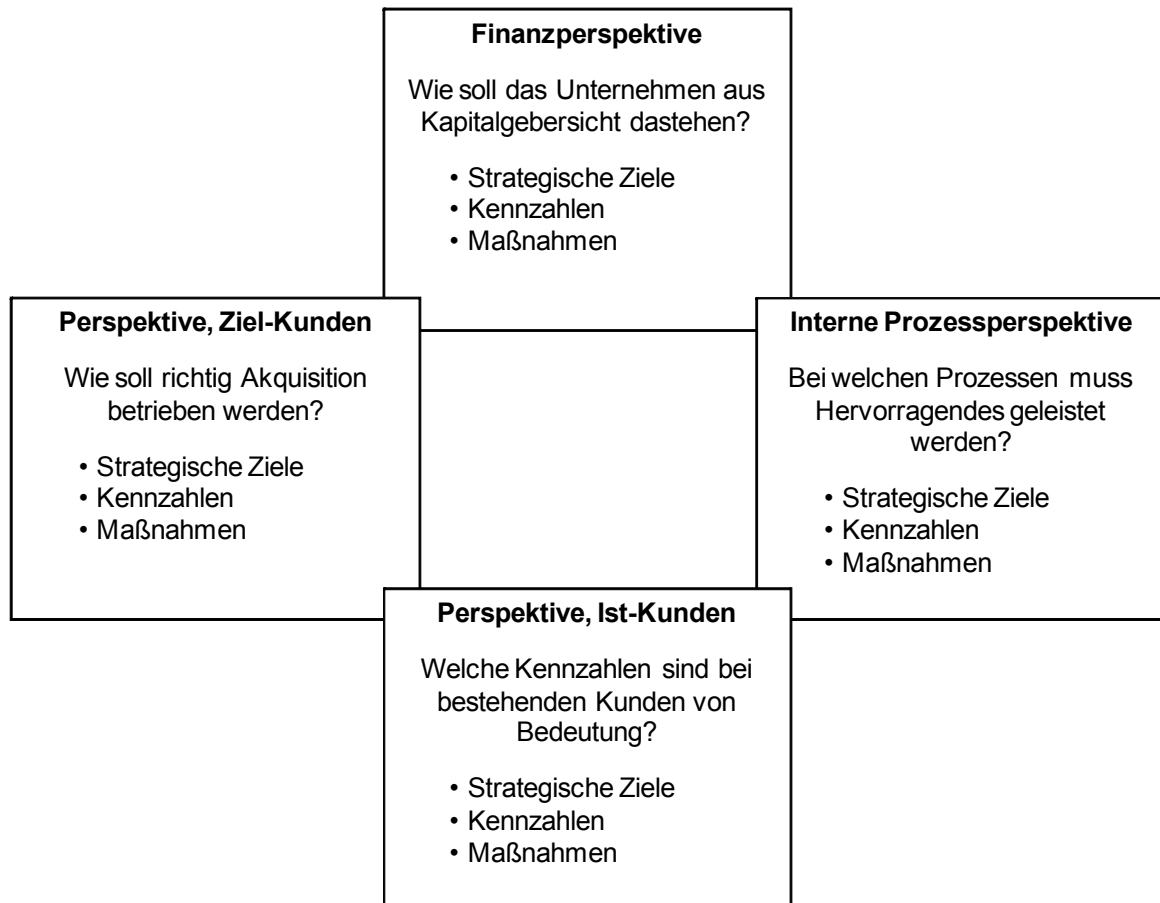 Finanzperspektive
Wie soll das Unternehmen aus
Kapitalgebersicht dastehen?
• Strategische Ziele
• Kennzahlen
• Maßnahmen
Perspektive, Ziel-Kunden
Wie soll richtig Akquisition
betrieben werden?
• Strategische Ziele
• Kennzahlen
• Maßnahmen
Interne Prozessperspektive
Bei welchen Prozessen muss
Hervorragendes geleistet
werden?
• Strategische Ziele
• Kennzahlen
• Maßnahmen
Perspektive, Ist-Kunden
Welche Kennzahlen sind bei
bestehenden Kunden von
Bedeutung?
• Strategische Ziele
• Kennzahlen
• Maßnahmen